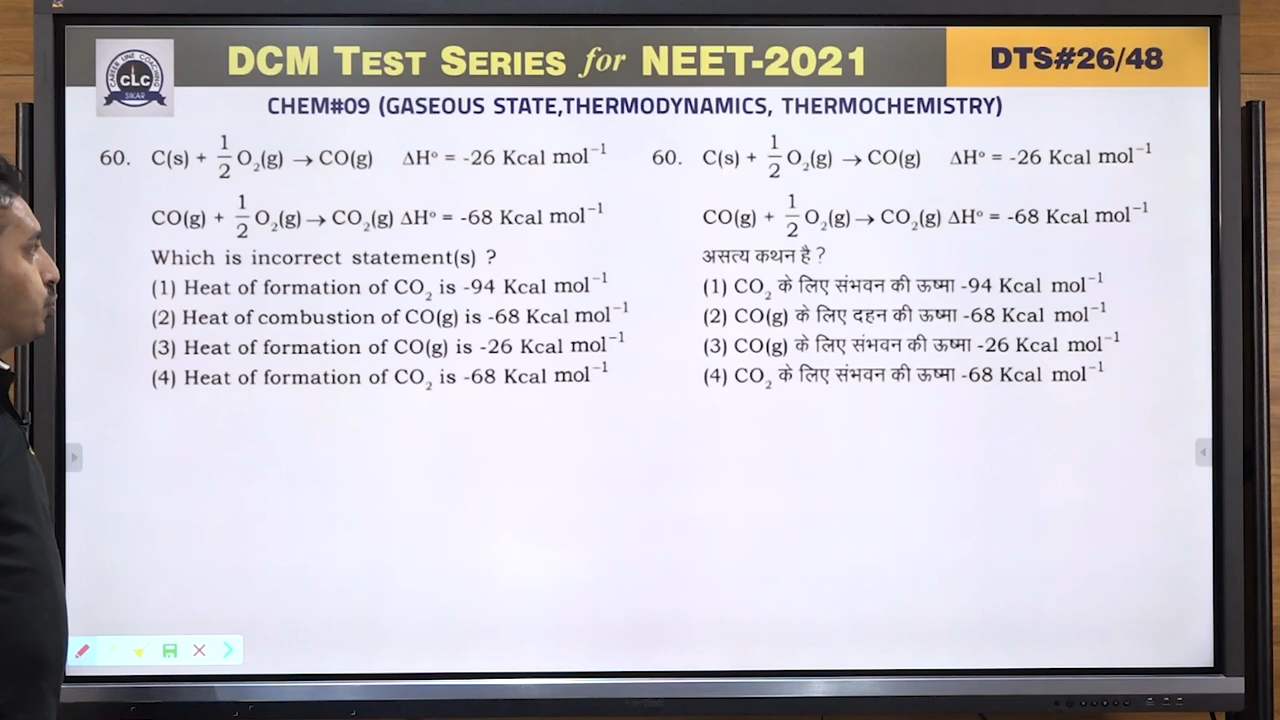 DCM TEST SERIES for NEET-2021
DTS#26/48
CAREER LINE COACHING
CLC
SIKAR
CHEM#09 (GASEOUS STATE,THERMODYNAMICS, THERMOCHEMISTRY)
60. C(s) + 1/2 O₂(g) → CO(g) ΔH° = -26 Kcal mol⁻¹
CO(g) + 1/2 O₂(g) → CO₂(g) ΔH° = -68 Kcal mol⁻¹
Which is incorrect statement(s) ?
(1) Heat of formation of CO₂ is -94 Kcal mol⁻¹
(2) Heat of combustion of CO(g) is -68 Kcal mol⁻¹
(3) Heat of formation of CO(g) is -26 Kcal mol⁻¹
(4) Heat of formation of CO₂ is -68 Kcal mol⁻¹
60. C(s) + 1/2 O₂(g) → CO(g) ΔH° = -26 Kcal mol⁻¹
CO(g) + 1/2 O₂(g) → CO₂(g) ΔH° = -68 Kcal mol⁻¹
असत्य कथन है ?
(1) CO₂ के लिए संभवन की ऊष्मा -94 Kcal mol⁻¹
(2) CO(g) के लिए दहन की ऊष्मा -68 Kcal mol⁻¹
(3) CO(g) के लिए संभवन की ऊष्मा -26 Kcal mol⁻¹
(4) CO₂ के लिए संभवन की ऊष्मा -68 Kcal mol⁻¹